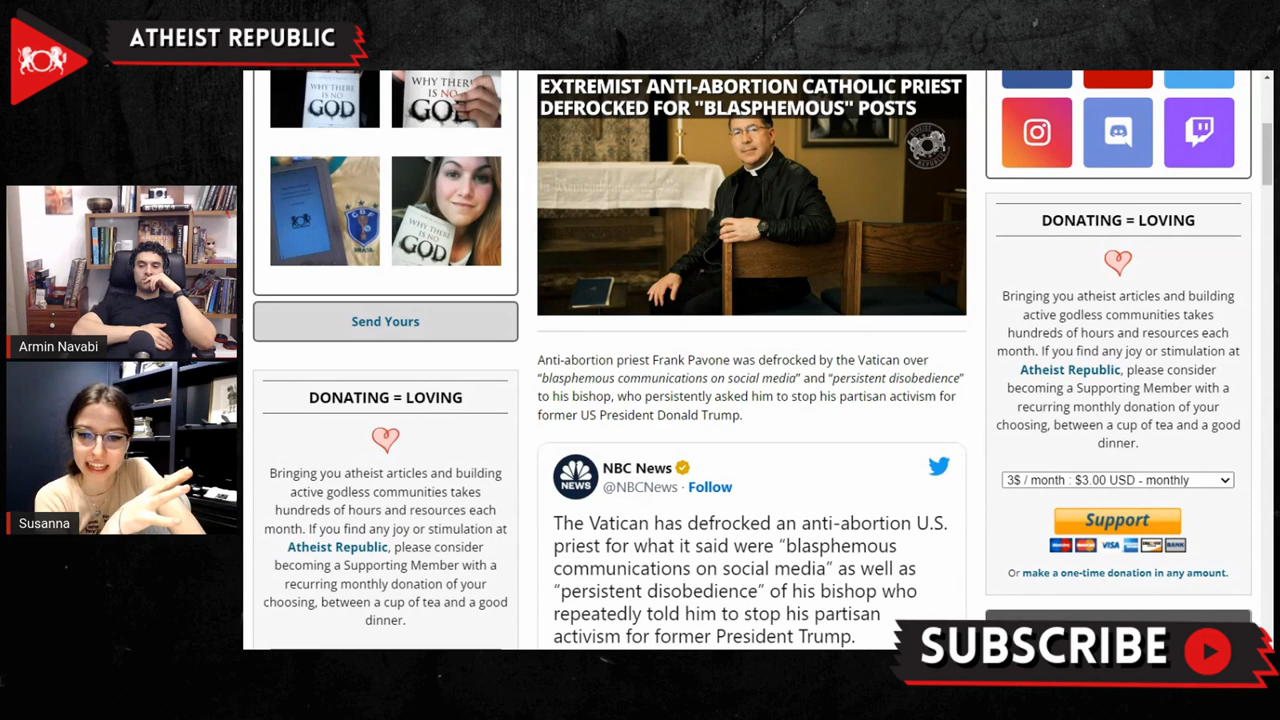 ATHEIST REPUBLIC
WHY THERE
IS NO
GOD
WHY THERE
IS NO
GOD
WHY THERE
IS NO
GOD
CBF
BRASIL
Send Yours
DONATING = LOVING
Bringing you atheist articles and building
active godless communities takes
hundreds of hours and resources each
month. If you find any joy or stimulation at
Atheist Republic, please consider
becoming a Supporting Member with a
recurring monthly donation of your
choosing, between a cup of tea and a good
dinner.
EXTREMIST ANTI-ABORTION CATHOLIC PRIEST
DEFROCKED FOR "BLASPHEMOUS" POSTS
Anti-abortion priest Frank Pavone was defrocked by the Vatican over
“blasphemous communications on social media” and “persistent disobedience”
to his bishop, who persistently asked him to stop his partisan activism for
former US President Donald Trump.
NEWS
NBC News
@NBCNews · Follow
The Vatican has defrocked an anti-abortion U.S.
priest for what it said were “blasphemous
communications on social media” as well as
“persistent disobedience” of his bishop who
repeatedly told him to stop his partisan
activism for former President Trump.
DONATING = LOVING
Bringing you atheist articles and building
active godless communities takes
hundreds of hours and resources each
month. If you find any joy or stimulation at
Atheist Republic, please consider
becoming a Supporting Member with a
recurring monthly donation of your
choosing, between a cup of tea and a good
dinner.
3$ / month : $3.00 USD - monthly
Support
VISA
BANK
Or make a one-time donation in any amount.
Armin Navabi
Susanna
SUBSCRIBE